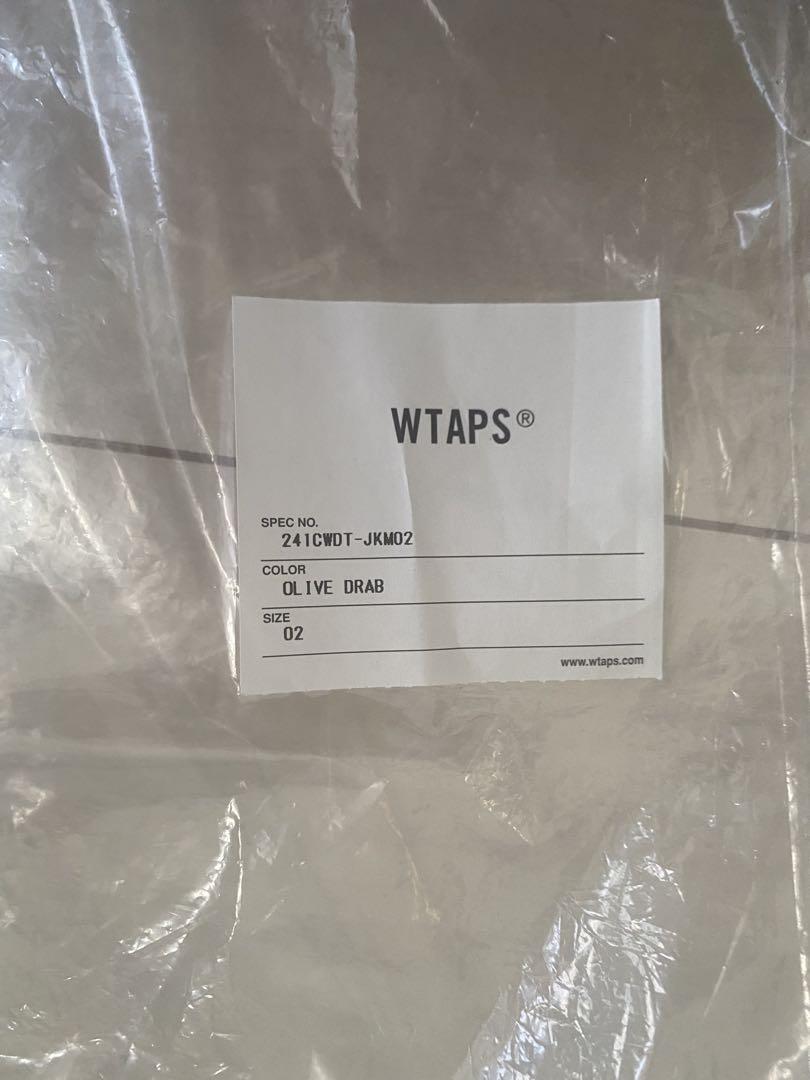 WTAPS®
SPEC NO.
241CWDT-JKM02
COLOR
OLIVE DRAB
SIZE
02
www.wtaps.com